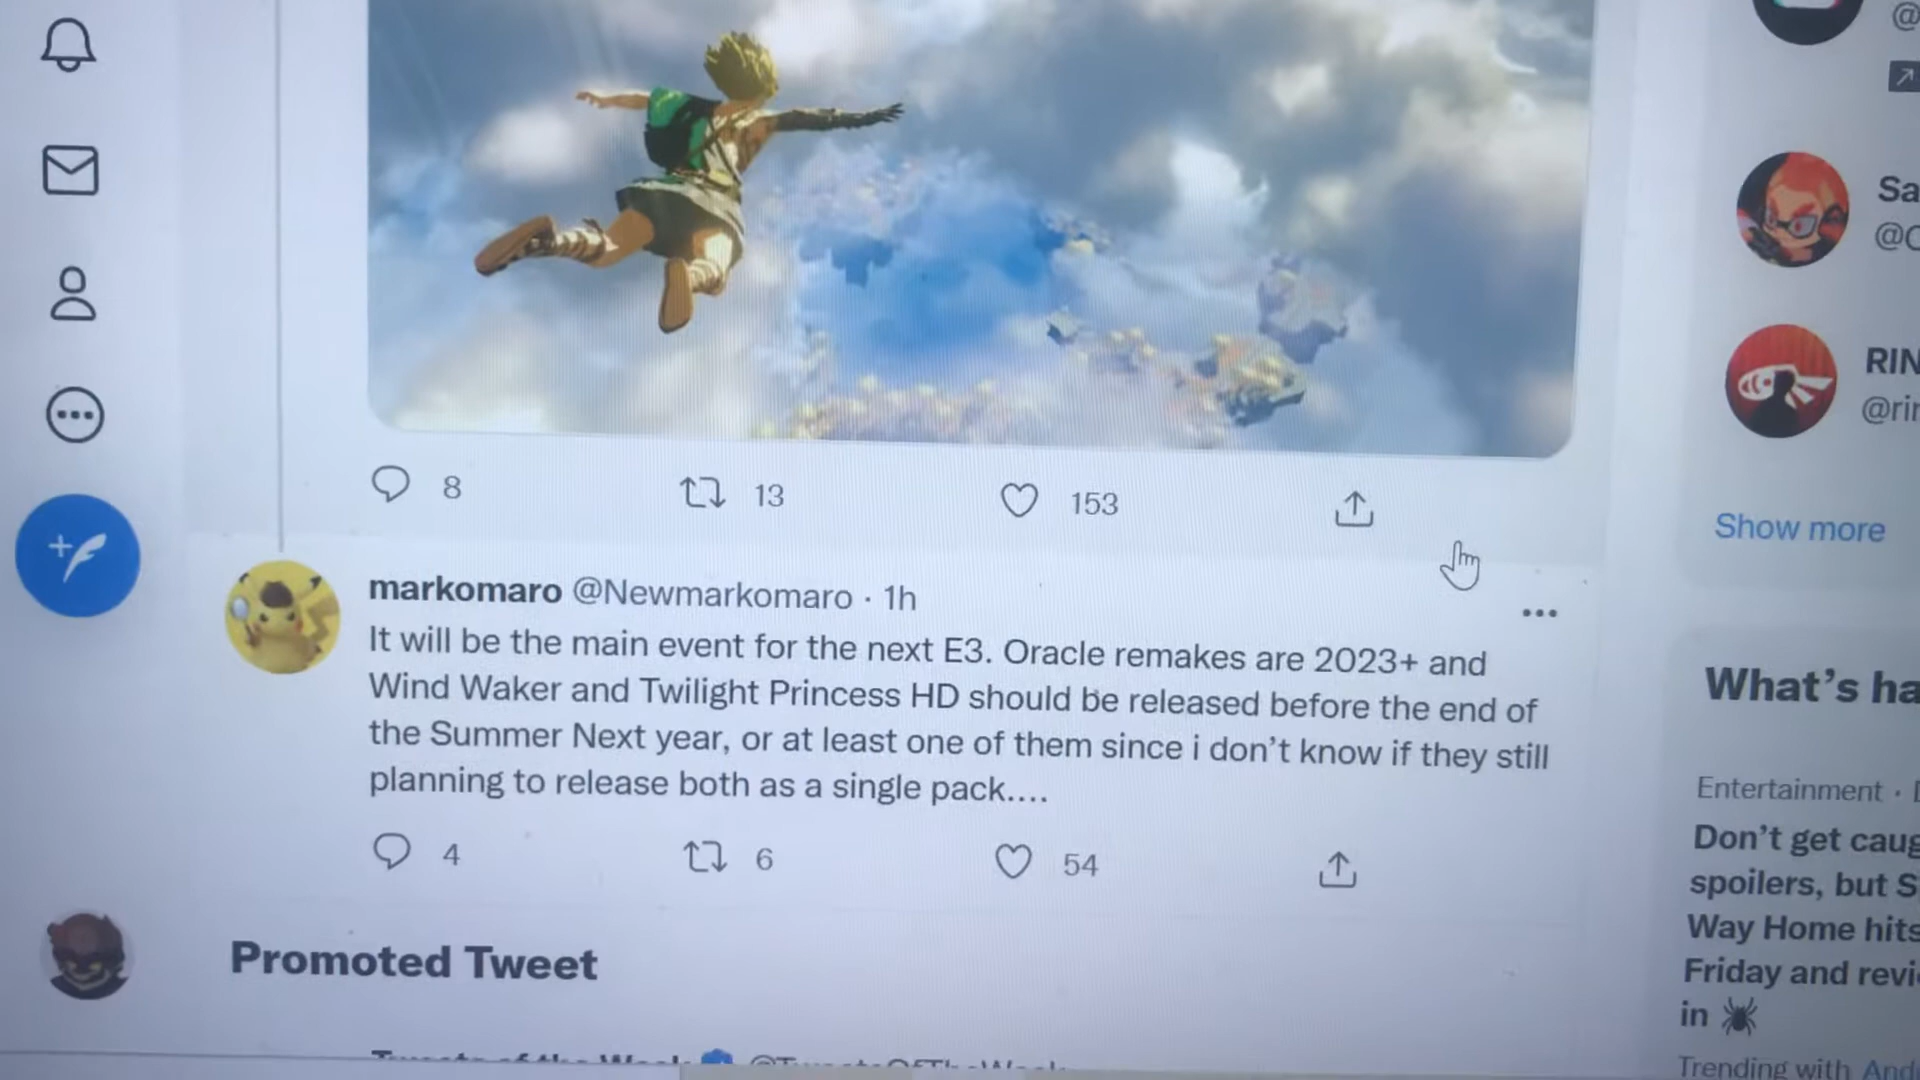 8 13 153
markomaro @Newmarkomaro · 1h
It will be the main event for the next E3. Oracle remakes are 2023+ and
Wind Waker and Twilight Princess HD should be released before the end of
the Summer Next year, or at least one of them since i don't know if they still
planning to release both as a single pack....
4 6 54
Promoted Tweet
Sa
RIN
@rin
Show more
What's ha
Entertainment ·
Don't get caug
spoilers, but S
Way Home hits
Friday and revi
in
Trending with And